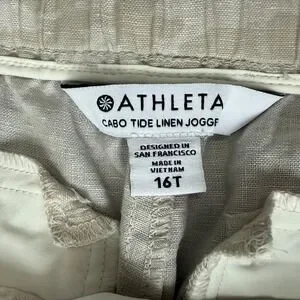 ATHLETA
CABO TIDE LINEN JOGGE
DESIGNED IN
SAN FRANCISCO
MADE IN
VIETNAM
16T